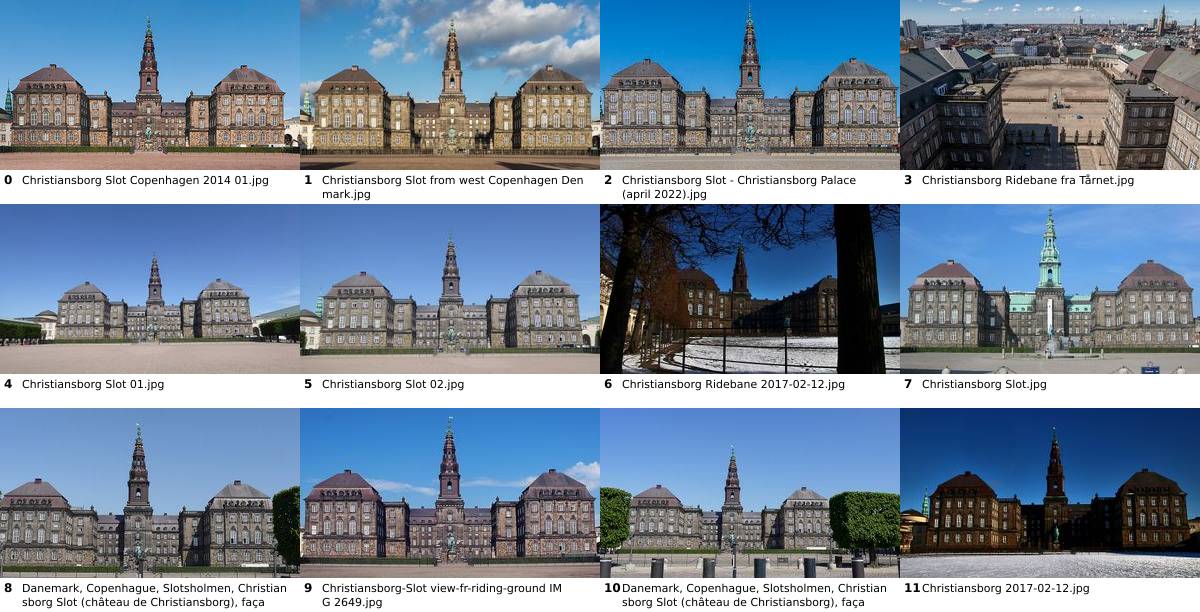 0 Christiansborg Slot Copenhagen 2014 01.jpg
1 Christiansborg Slot from west Copenhagen Den
mark.jpg
2 Christiansborg Slot - Christiansborg Palace
(april 2022).jpg
3 Christiansborg Ridebane fra Tårnet.jpg
4 Christiansborg Slot 01.jpg
5 Christiansborg Slot 02.jpg
6 Christiansborg Ridebane 2017-02-12.jpg
7 Christiansborg Slot.jpg
8 Danemark, Copenhague, Slotsholmen, Christian
sborg Slot (château de Christiansborg), faça
9 Christiansborg-Slot view-fr-riding-ground IM
G 2649.jpg
10 Danemark, Copenhague, Slotsholmen, Christian
sborg Slot (château de Christiansborg), faça
11 Christiansborg 2017-02-12.jpg